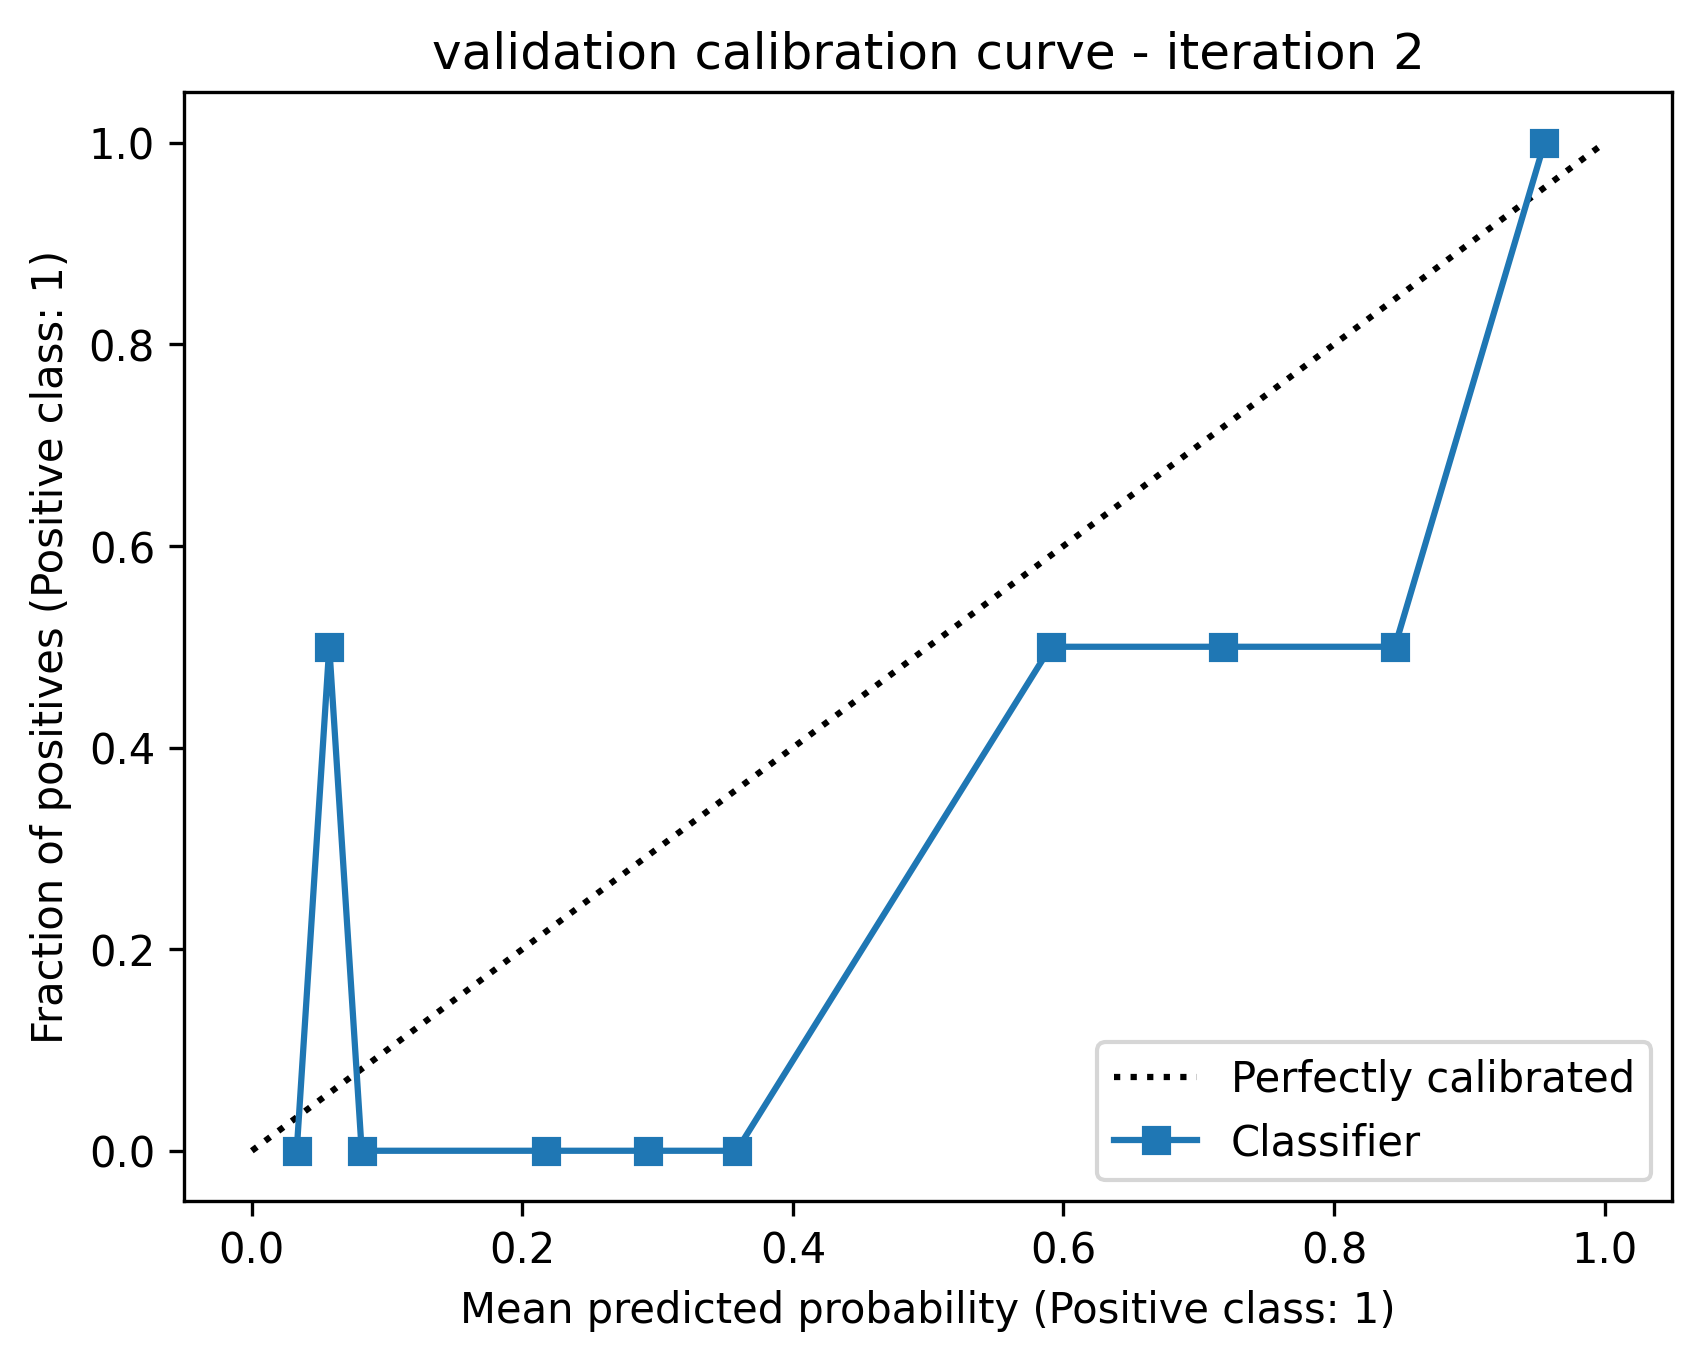 validation calibration curve - iteration 2
1.0
0.8
0.6
0.4
0.2
0.0
Fraction of positives (Positive class: 1)
Perfectly calibrated
Classifier
0.0 0.2 0.4 0.6 0.8 1.0
Mean predicted probability (Positive class: 1)